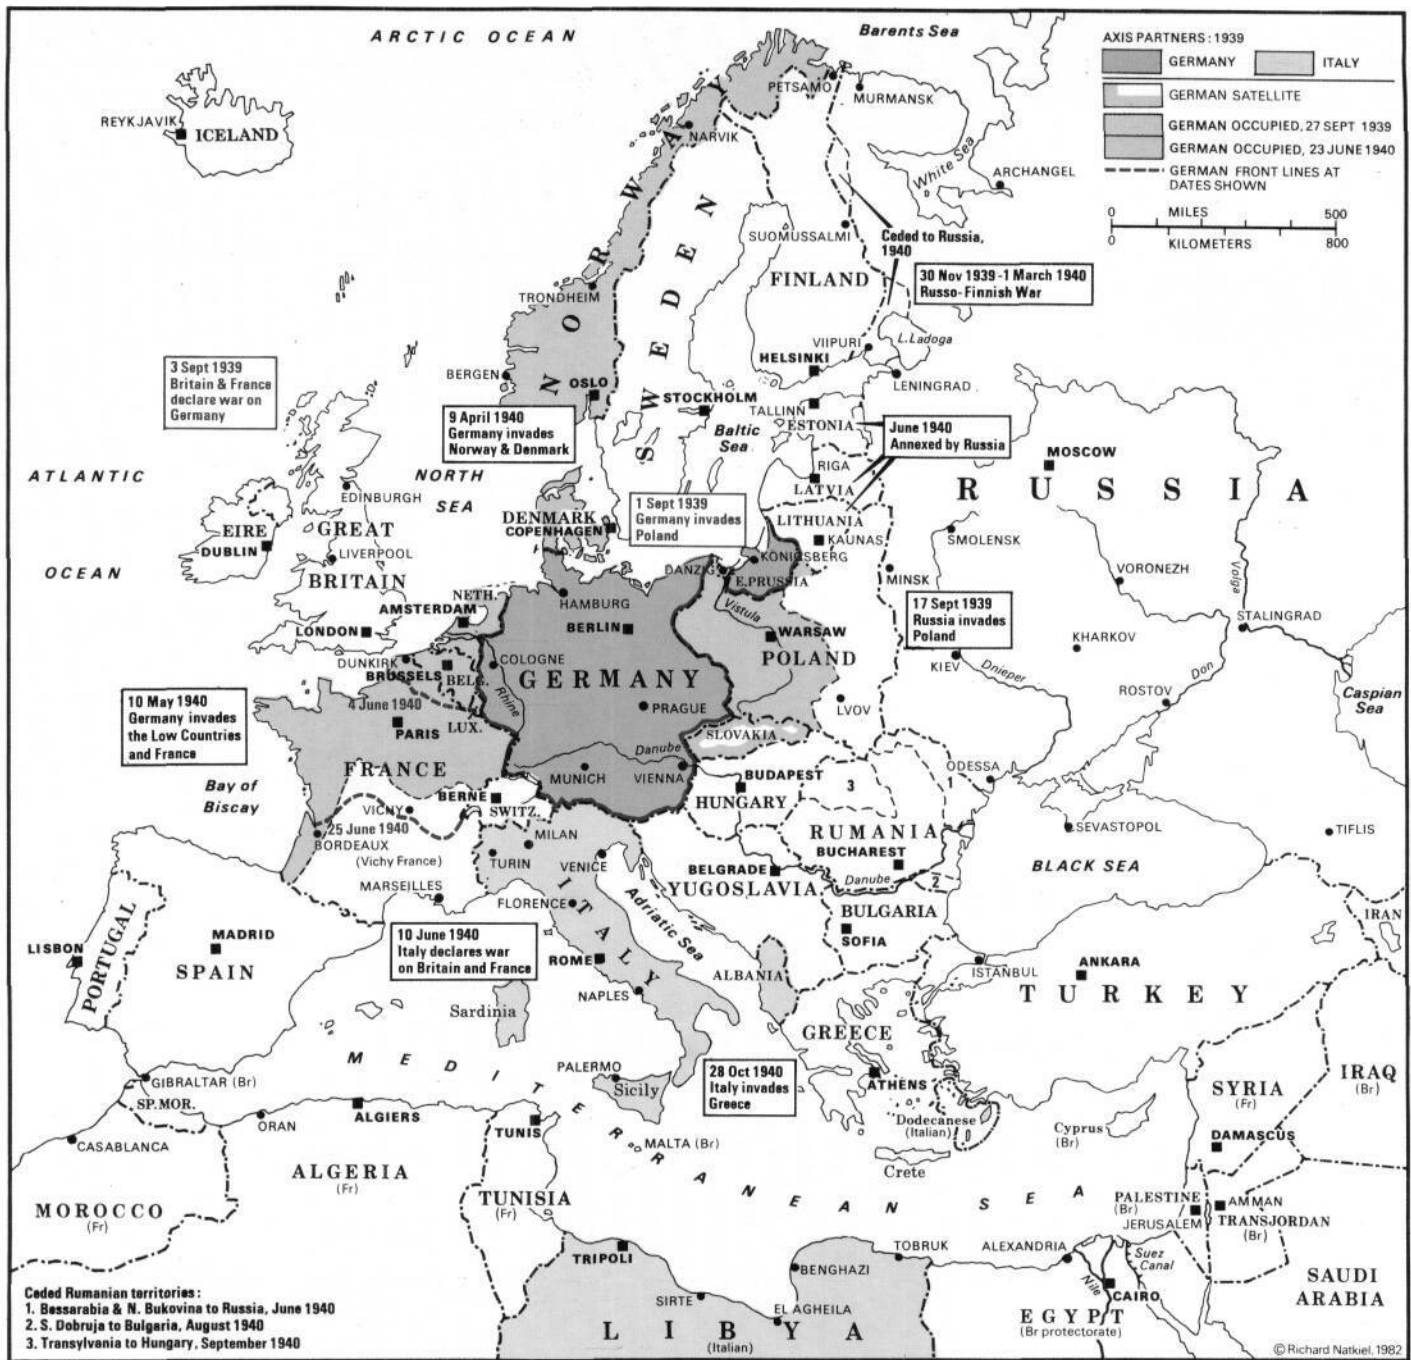 ARCTIC OCEAN
Barents Sea
AXIS PARTNERS: 1939
GERMANY
ITALY
GERMAN SATELLITE
GERMAN OCCUPIED, 27 SEPT 1939
GERMAN OCCUPIED, 23 JUNE 1940
GERMAN FRONT LINES AT
DATES SHOWN
0 MILES 500
0 KILOMETERS 800
REYKJAVIK
ICELAND
PETSAMO
MURMANSK
NARVIK
White Sea
ARCHANGEL
NORWAY
SWEDEN
SUOMUSSALMI
Ceded to Russia,
1940
FINLAND
30 Nov 1939-1 March 1940
Russo-Finnish War
TRONDHEIM
VIIPURI
L. Ladoga
HELSINKI
LENINGRAD
3 Sept 1939
Britain & France
declare war on
Germany
BERGEN
OSLO
STOCKHOLM
TALLINN
ESTONIA
9 April 1940
Germany invades
Norway & Denmark
Baltic
Sea
June 1940
Annexed by Russia
RIGA
LATVIA
MOSCOW
RUSSIA
ATLANTIC
OCEAN
NORTH
SEA
EDINBURGH
EIRE
DUBLIN
GREAT
BRITAIN
LIVERPOOL
DENMARK
COPENHAGEN
1 Sept 1939
Germany invades
Poland
LITHUANIA
KAUNAS
SMOLENSK
KÖNIGSBERG
DANZIG
E. PRUSSIA
MINSK
VORONEZH
Volga
NETH.
AMSTERDAM
HAMBURG
BERLIN
Vistula
WARSAW
POLAND
17 Sept 1939
Russia invades
Poland
STALINGRAD
KHARKOV
LONDON
DUNKIRK
BRUSSELS
BELG.
COLOGNE
GERMANY
KIEV
Dnieper
Don
ROSTOV
10 May 1940
Germany invades
the Low Countries
and France
4 June 1940
PARIS
LUX.
Rhine
PRAGUE
LVOV
Caspian
Sea
SLOVAKIA
FRANCE
Danube
MUNICH
VIENNA
BUDAPEST
HUNGARY
3
1
ODESSA
Bay of
Biscay
VICHY
BERNE
SWITZ.
25 June 1940
BORDEAUX
(Vichy France)
MILAN
TURIN
VENICE
RUMANIA
BUCHAREST
SEVASTOPOL
TIFLIS
BELGRADE
YUGOSLAVIA
Danube
2
BLACK SEA
MARSEILLES
FLORENCE
ITALY
Adriatic Sea
BULGARIA
SOFIA
IRAN
PORTUGAL
LISBON
MADRID
SPAIN
10 June 1940
Italy declares war
on Britain and France
ROME
NAPLES
ALBANIA
ISTANBUL
ANKARA
TURKEY
Sardinia
GREECE
MEDITERRANEAN SEA
PALERMO
Sicily
28 Oct 1940
Italy invades
Greece
ATHENS
Dodecanese
(Italian)
Crete
Cyprus
(Br)
SYRIA
(Fr)
DAMASCUS
IRAQ
(Br)
GIBRALTAR (Br)
SP. MOR.
CASABLANCA
ORAN
ALGIERS
TUNIS
MALTA (Br)
ALGERIA
(Fr)
TUNISIA
(Fr)
MOROCCO
(Fr)
PALESTINE
(Br)
JERUSALEM
AMMAN
TRANSJORDAN
(Br)
TRIPOLI
BENGHAZI
TOBRUK
ALEXANDRIA
Suez
Canal
Nile
CAIRO
SAUDI
ARABIA
SIRTE
EL AGHEILA
LIBYA
(Italian)
EGYPT
(Br protectorate)
Ceded Rumanian territories:
1. Bessarabia & N. Bukovina to Russia, June 1940
2. S. Dobruja to Bulgaria, August 1940
3. Transylvania to Hungary, September 1940
© Richard Natkiel, 1982